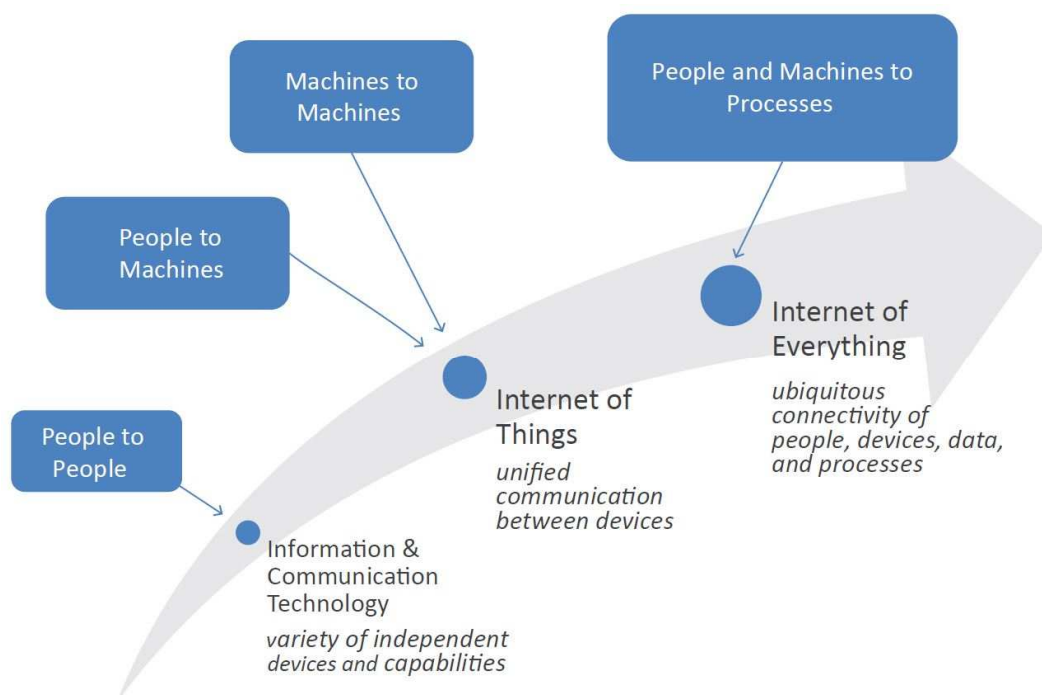 Machines to
Machines
People and Machines to
Processes
People to
Machines
People to
People
Internet of
Everything
ubiquitous
connectivity of
people, devices, data,
and processes
Internet of
Things
unified
communication
between devices
Information &
Communication
Technology
variety of independent
devices and capabilities